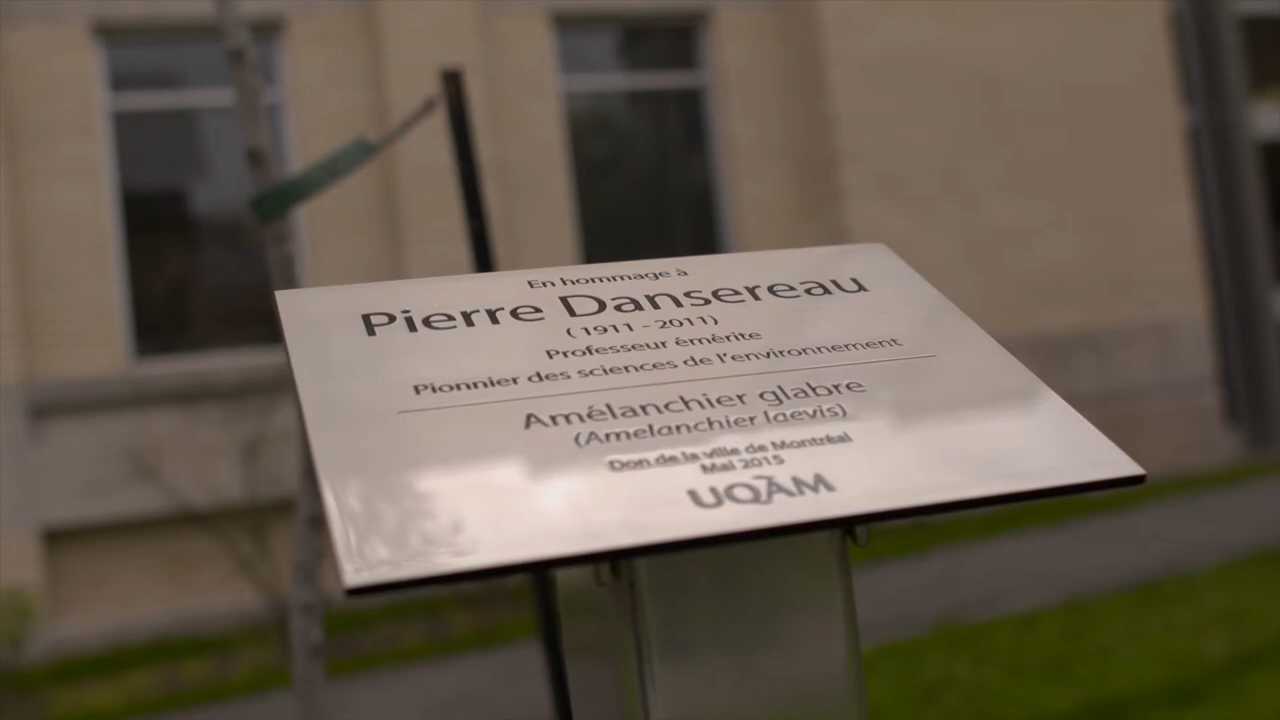 En hommage à
Pierre Dansereau
(1911 - 2011)
Professeur émérite
Pionnier des sciences de l'environnement
Amélanchier glabre
(Amelanchier laevis)
Don de la ville de Montréal
Mai 2015
UQÀM